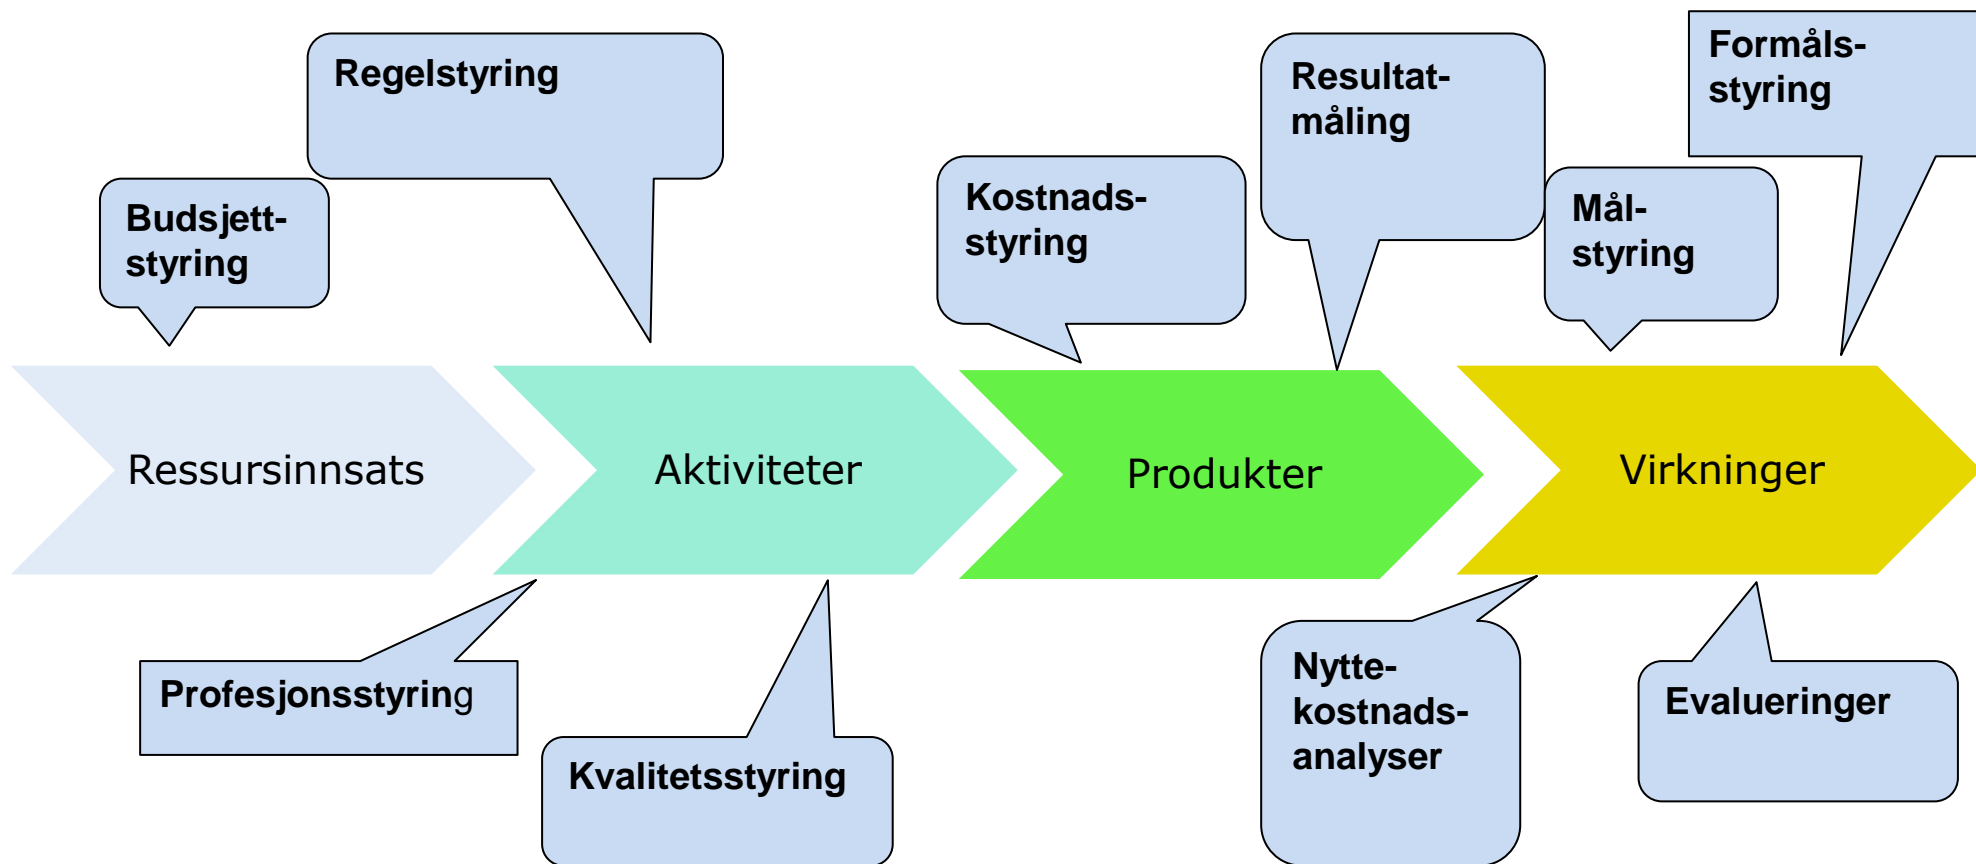 Regelstyring
Resultat-
måling
Formåls-
styring
Budsjett-
styring
Kostnads-
styring
Mål-
styring
Ressursinnsats
Aktiviteter
Produkter
Virkninger
Profesjonsstyring
Kvalitetsstyring
Nytte-
kostnads-
analyser
Evalueringer